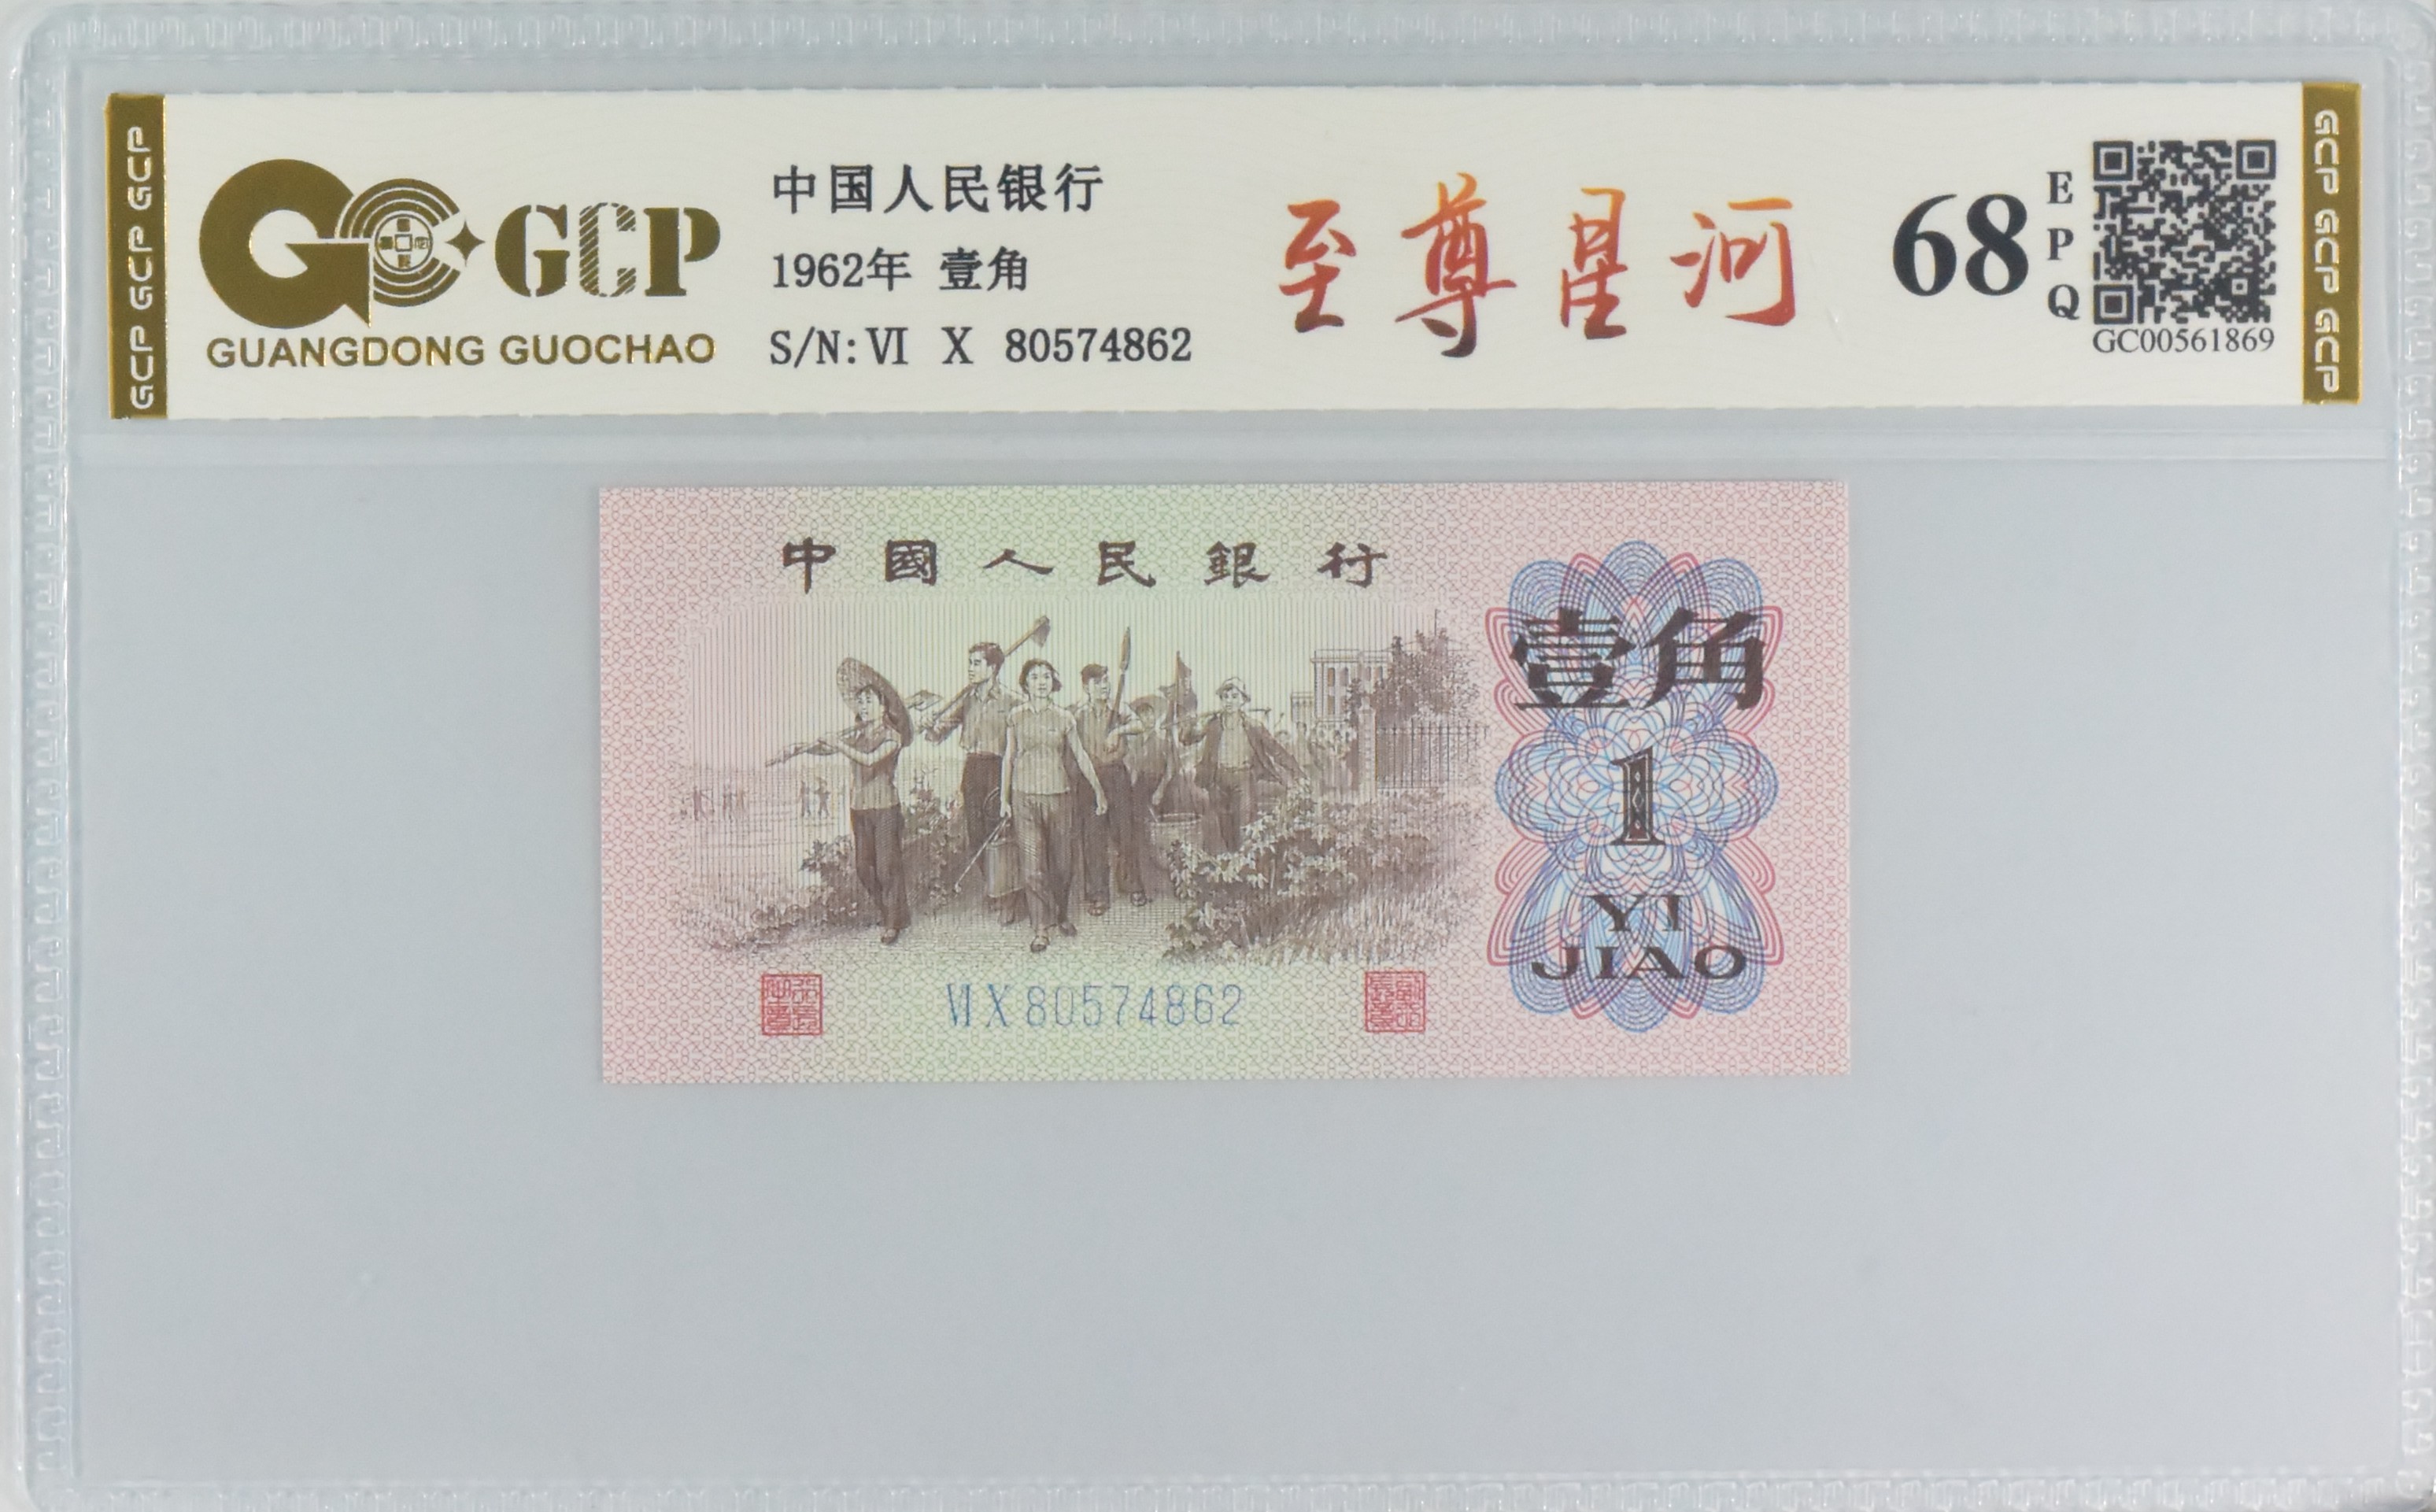 GCP GCP GCP
GCP
GUANGDONG GUOCHAO
中国人民银行
1962年 壹角
S/N: VI X 80574862
至尊星河
68
E
P
Q
GC00561869
GCP GCP GCP
中國人民銀行
壹角
1
YI
JIAO
VI X 80574862